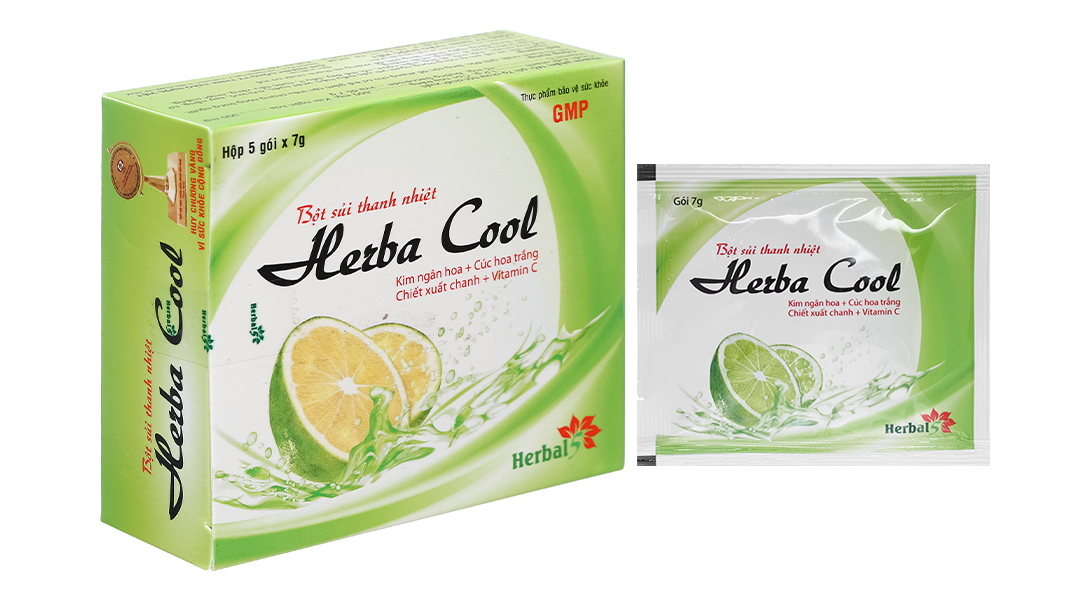 Hộp 5 gói x 7g
Thực phẩm bảo vệ sức khỏe
GMP
Bột sủi thanh nhiệt
Herba Cool
Kim ngân hoa + Cúc hoa trắng
Chiết xuất chanh + Vitamin C
Herbal
HUY CHƯƠNG VÀNG
VÌ SỨC KHỎE CỘNG ĐỒNG
Bột sủi thanh nhiệt
Herba Cool
Herbal
Herbal
Herbal
Gói 7g
Bột sủi thanh nhiệt
Herba Cool
Kim ngân hoa + Cúc hoa trắng
Chiết xuất chanh + Vitamin C
Herbal